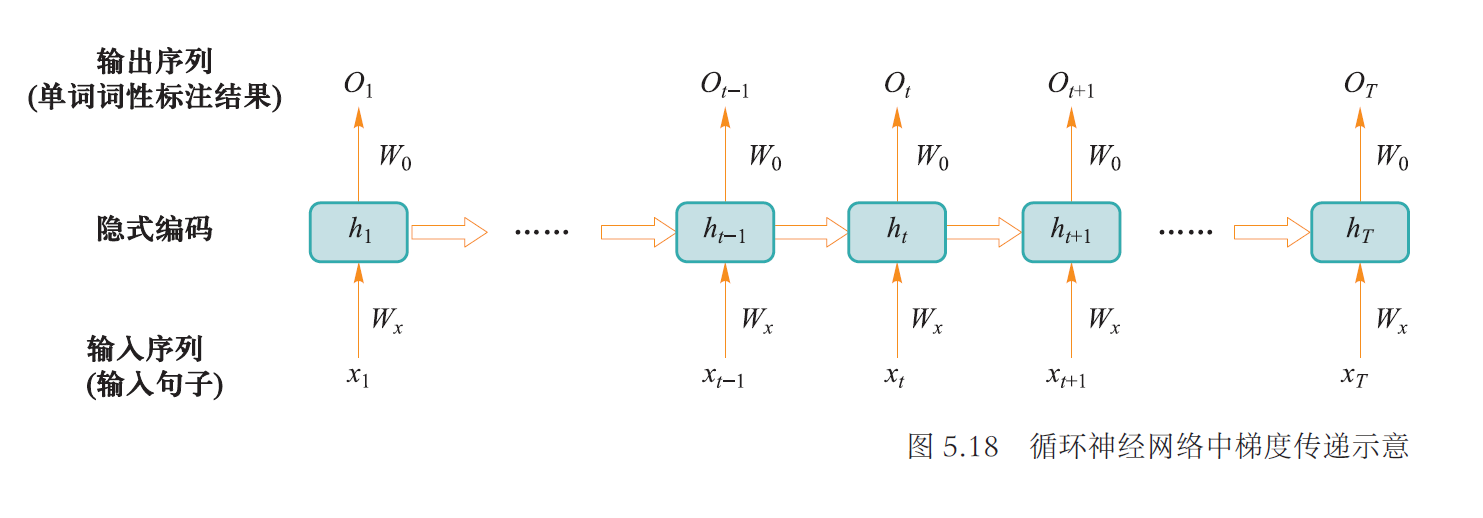 输出序列
(单词词性标注结果)
O1 Ot−1 Ot Ot+1 OT
W0 W0 W0 W0 W0
隐式编码 h1 …… ht−1 ht ht+1 …… hT
Wx Wx Wx Wx Wx
输入序列
(输入句子)
x1 xt−1 xt xt+1 xT
图 5.18 循环神经网络中梯度传递示意